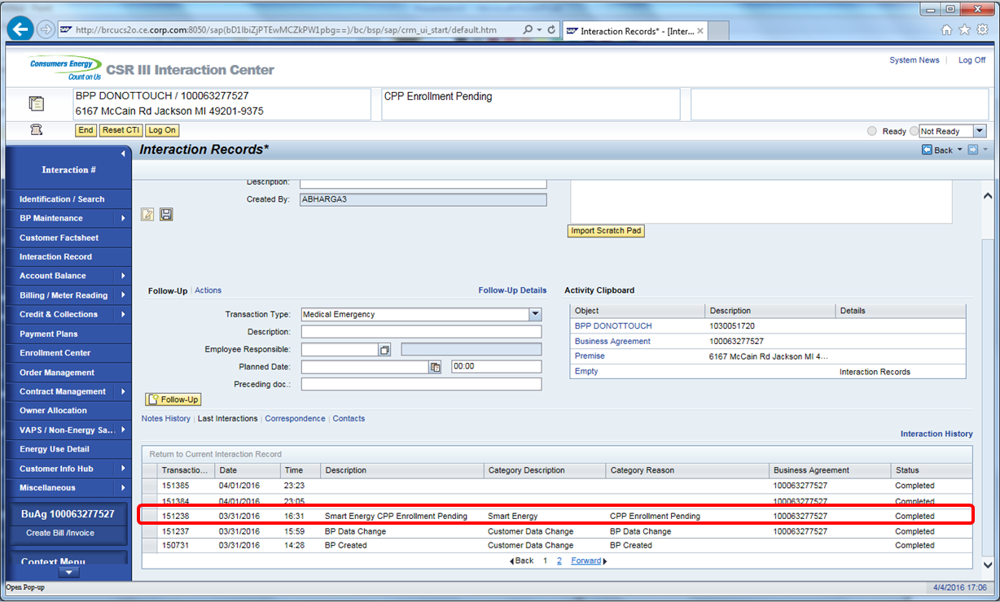 http://brcucs2o.ce.corp.com:8050/sap(bD1lbiZjPTEwMCZkPW1pbg==)/bc/bsp/sap/crm_ui_start/default.htm
Interaction Records* - [Inter...
Consumers Energy
Count on Us
CSR III Interaction Center
System News
Log Off
BPP DONOTTOUCH / 100063277527
6167 McCain Rd Jackson MI 49201-9375
CPP Enrollment Pending
End Reset CTI Log On
Ready Not Ready
Interaction Records*
Back
Interaction #
Identification / Search
BP Maintenance
Customer Factsheet
Interaction Record
Account Balance
Billing / Meter Reading
Credit & Collections
Payment Plans
Enrollment Center
Order Management
Contract Management
Owner Allocation
VAPS / Non-Energy Sa...
Energy Use Detail
Customer Info Hub
Miscellaneous
BuAg 100063277527
Create Bill /Invoice
Context Menu
Description:
Created By: ABHARGA3
Import Scratch Pad
Follow-Up | Actions Follow-Up Details
Transaction Type: Medical Emergency
Description:
Employee Responsible:
Planned Date: 00:00
Preceding doc.:
Follow-Up
Activity Clipboard
Object Description Details
BPP DONOTTOUCH 1030051720
Business Agreement 100063277527
Premise 6167 McCain Rd Jackson MI 4...
Empty Interaction Records
Notes History | Last Interactions | Correspondence | Contacts
Interaction History
Return to Current Interaction Record
Transactio... Date Time Description Category Description Category Reason Business Agreement Status
151385 04/01/2016 23:23 100063277527 Completed
151384 04/01/2016 23:05 100063277527 Completed
151238 03/31/2016 16:31 Smart Energy CPP Enrollment Pending Smart Energy CPP Enrollment Pending 100063277527 Completed
151237 03/31/2016 15:59 BP Data Change Customer Data Change BP Data Change 100063277527 Completed
150731 03/31/2016 14:28 BP Created Customer Data Change BP Created Completed
Back 1 2 Forward
Open Pop-up
4/4/2016 17:06